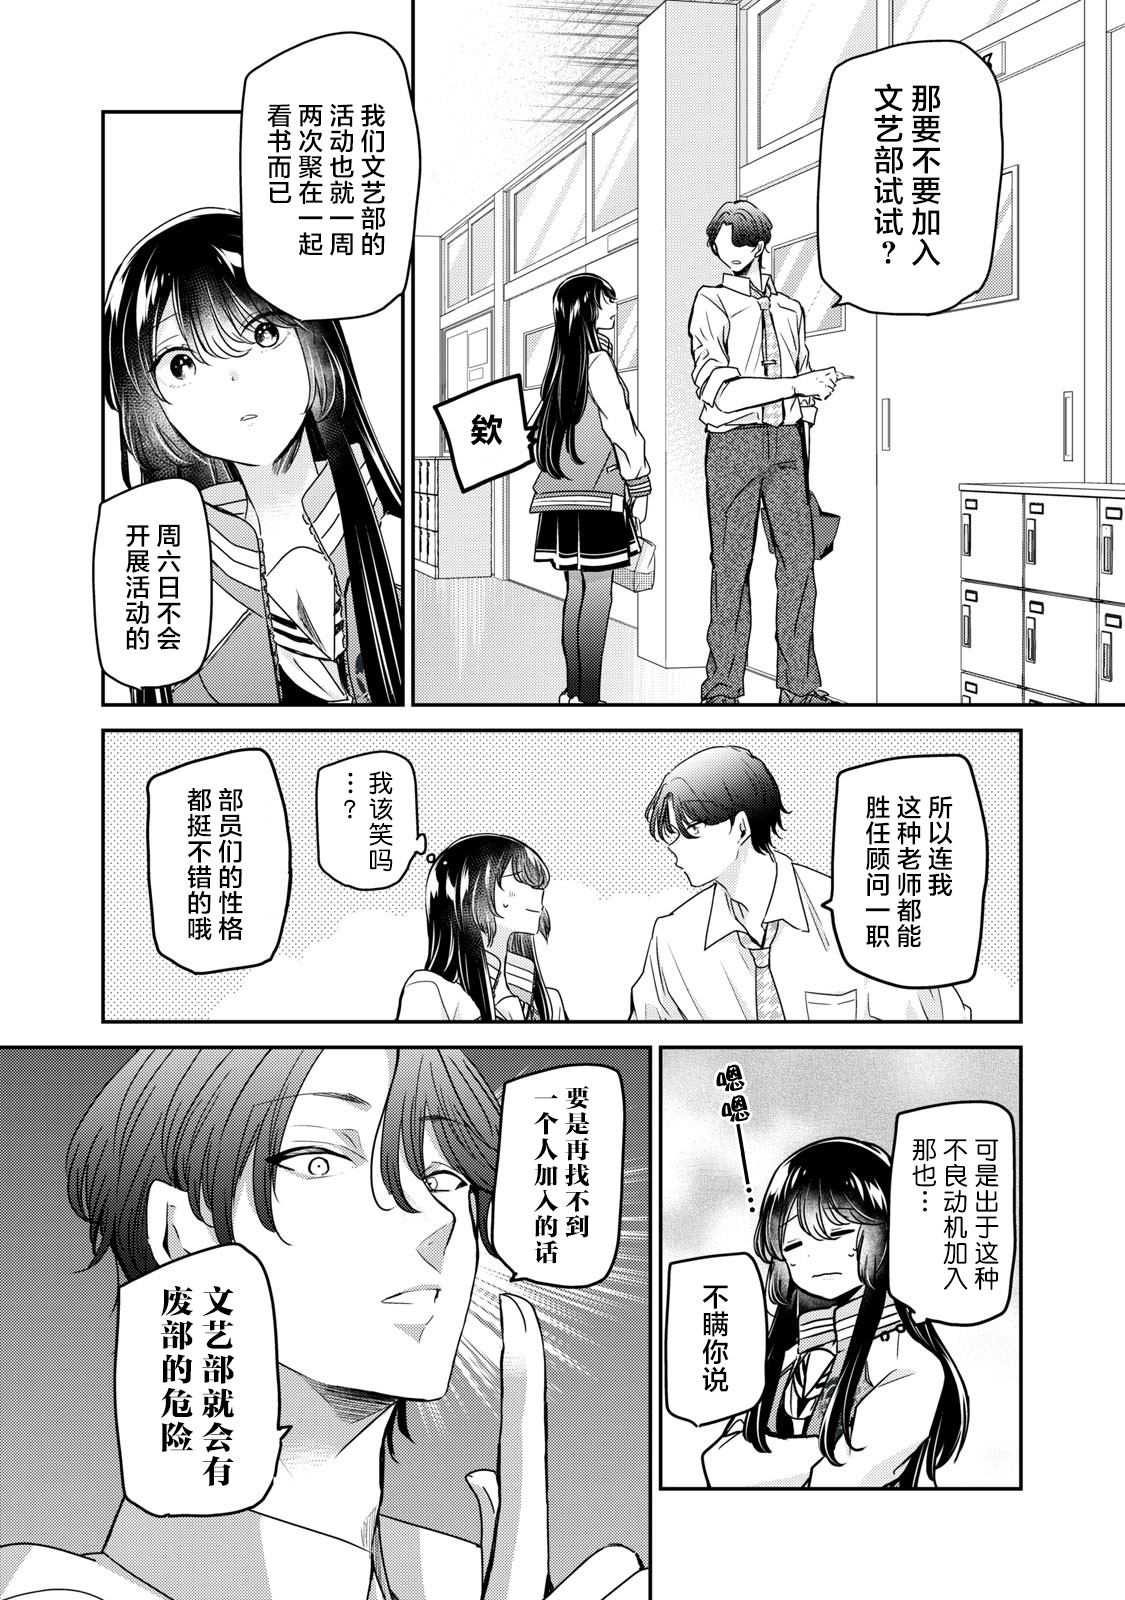 那要不要加入
文艺部试试?
欸
我们文艺部的
活动也就一周
两次聚在一起
看书而已
周六日不会
开展活动的
所以连我
这种老师都能
胜任顾问一职
我该笑吗
…?
部员们的性格
都挺不错的哦
可是出于这种
不良动机加入
那也…
嗯嗯—…
不瞒你说
要是再找不到
一个人加入的话
文艺部就会有
废部的危险